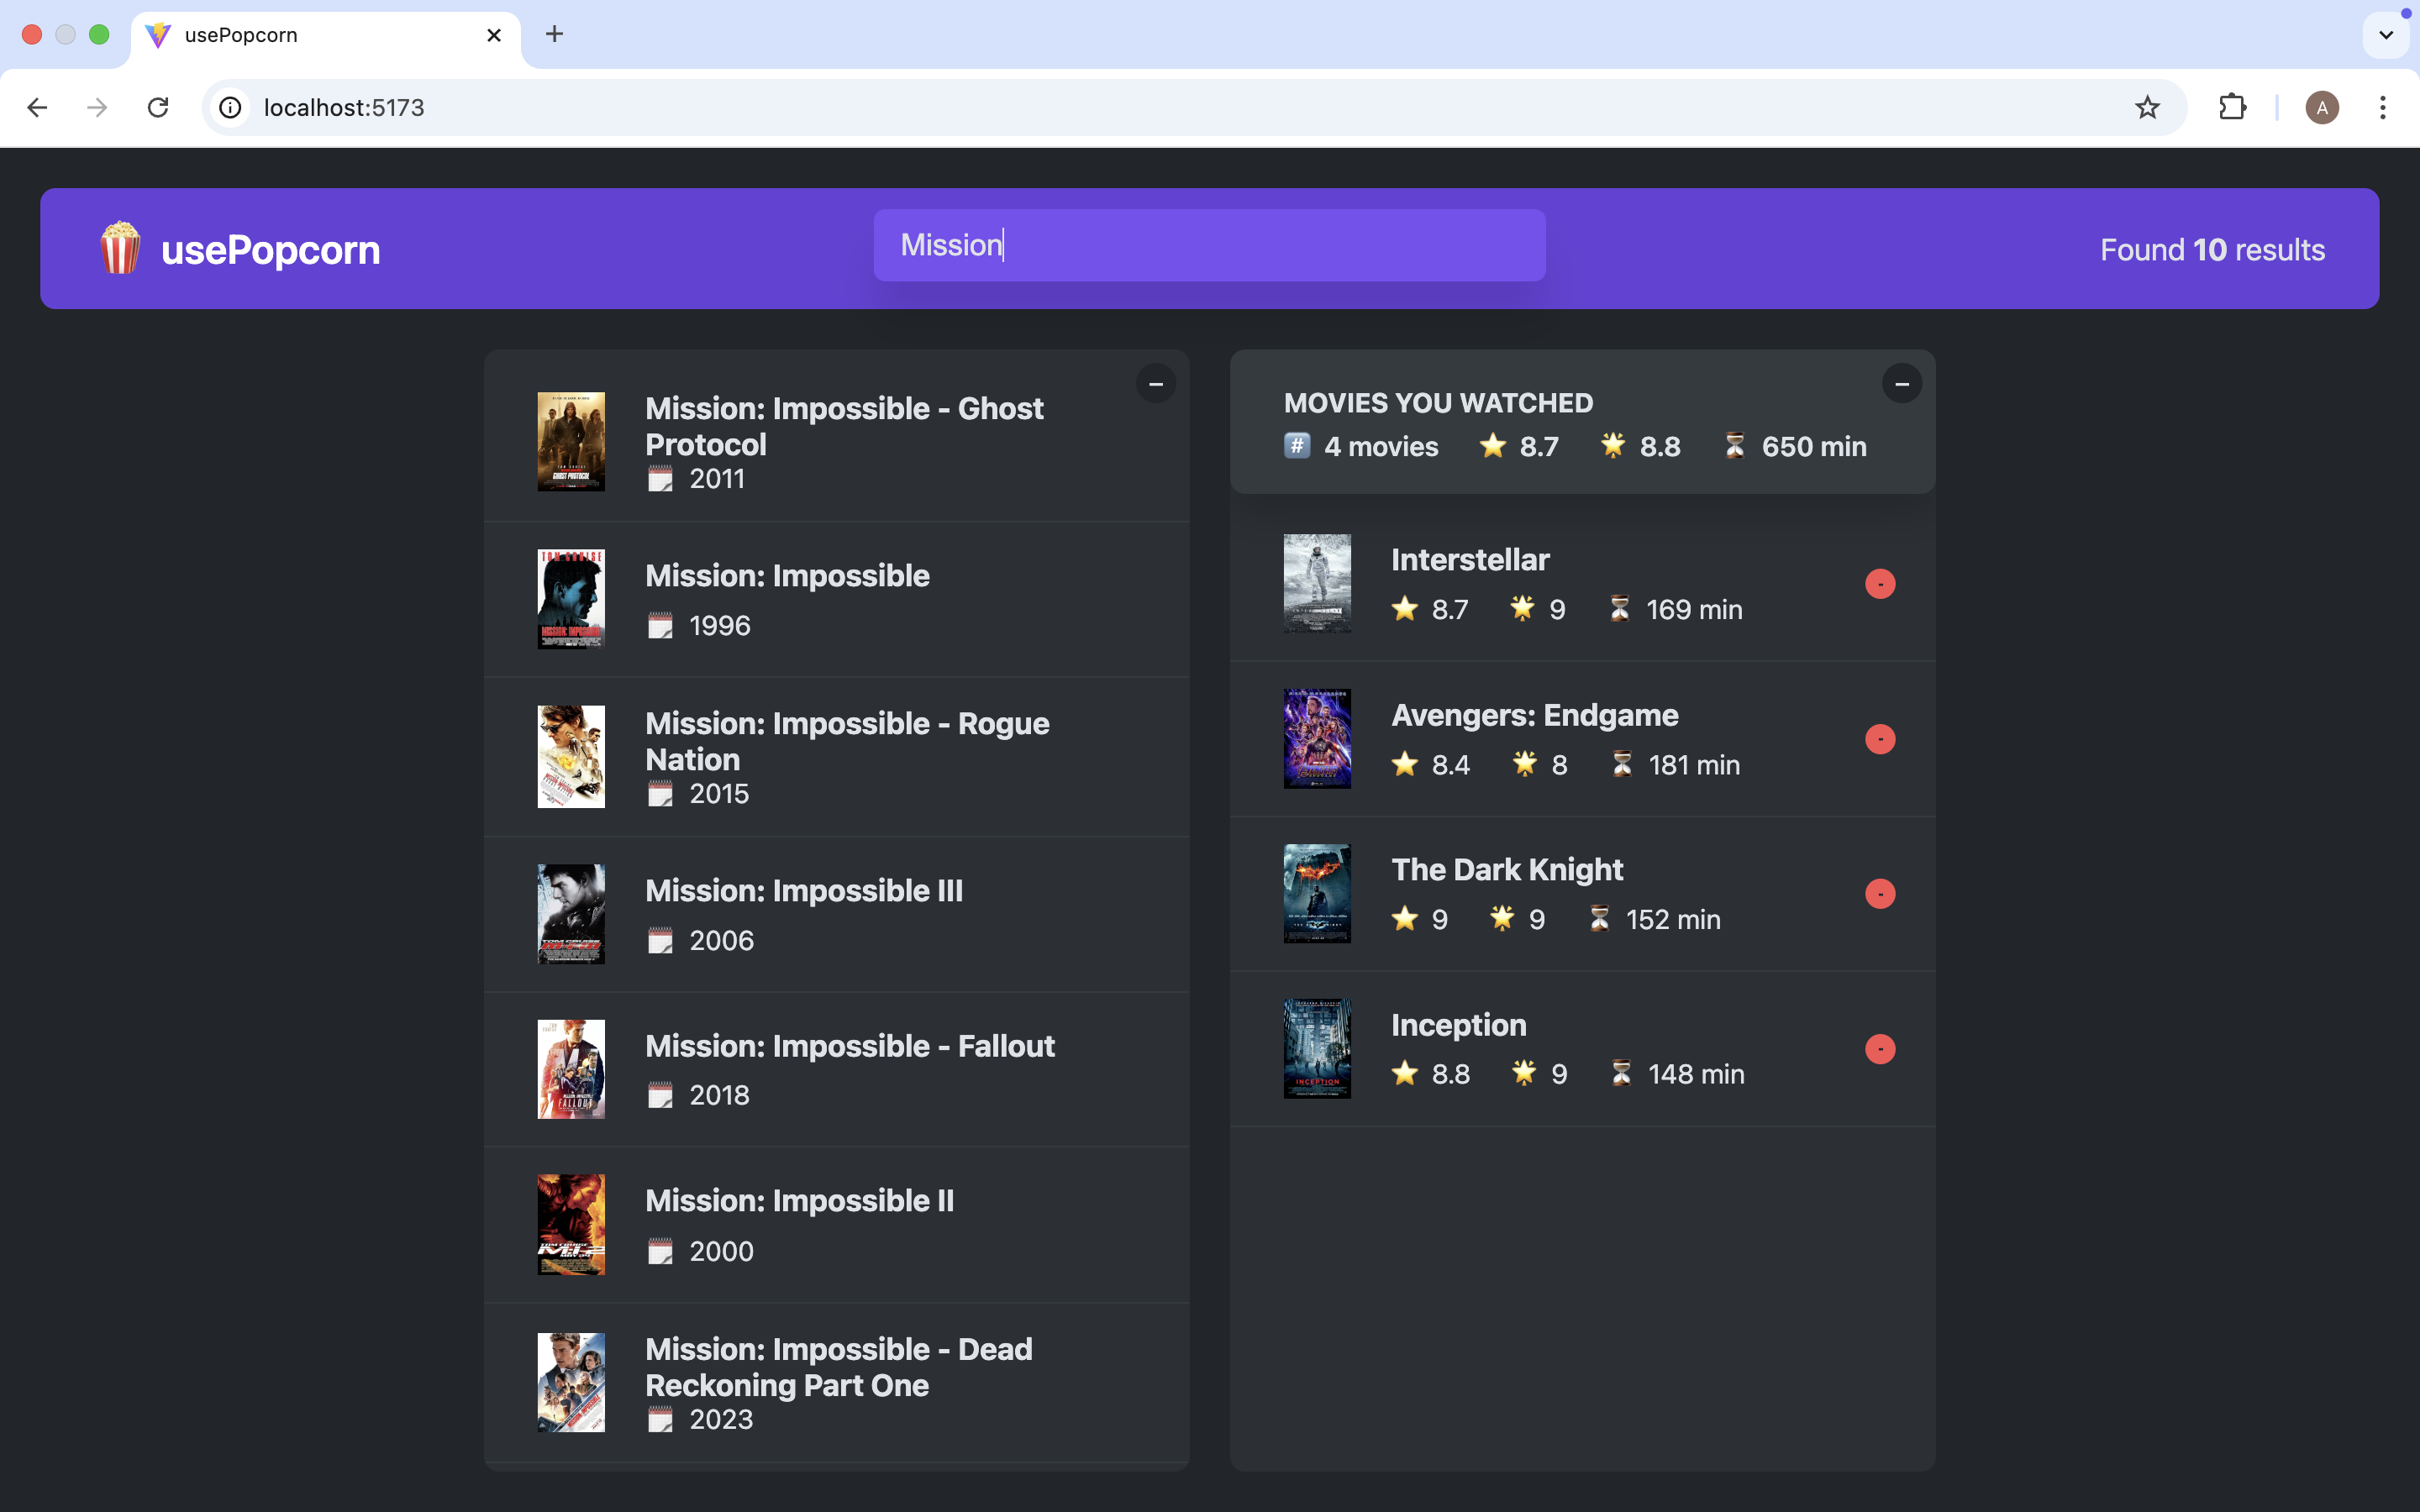 usePopcorn
localhost:5173
A
usePopcorn
Mission
Found 10 results
Mission: Impossible - Ghost
Protocol
2011
Mission: Impossible
1996
Mission: Impossible - Rogue
Nation
2015
Mission: Impossible III
2006
Mission: Impossible - Fallout
2018
Mission: Impossible II
2000
Mission: Impossible - Dead
Reckoning Part One
2023
MOVIES YOU WATCHED
# 4 movies 8.7 8.8 650 min
Interstellar
8.7 9 169 min
Avengers: Endgame
8.4 8 181 min
The Dark Knight
9 9 152 min
Inception
8.8 9 148 min